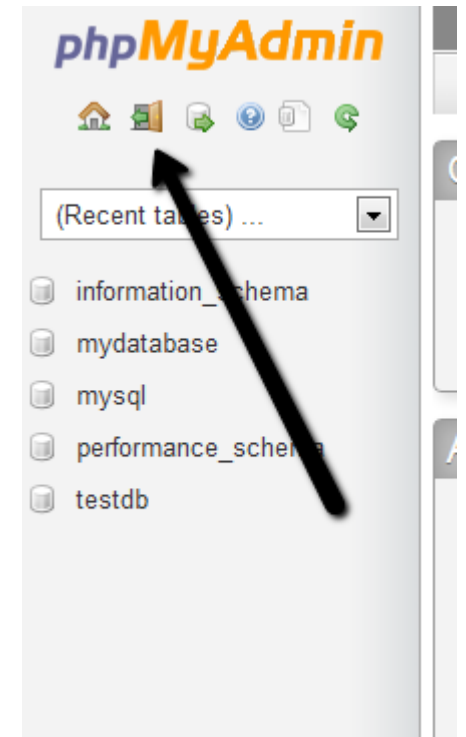 phpMyAdmin
(Recent tables) ...
information_schema
mydatabase
mysql
performance_schema
testdb